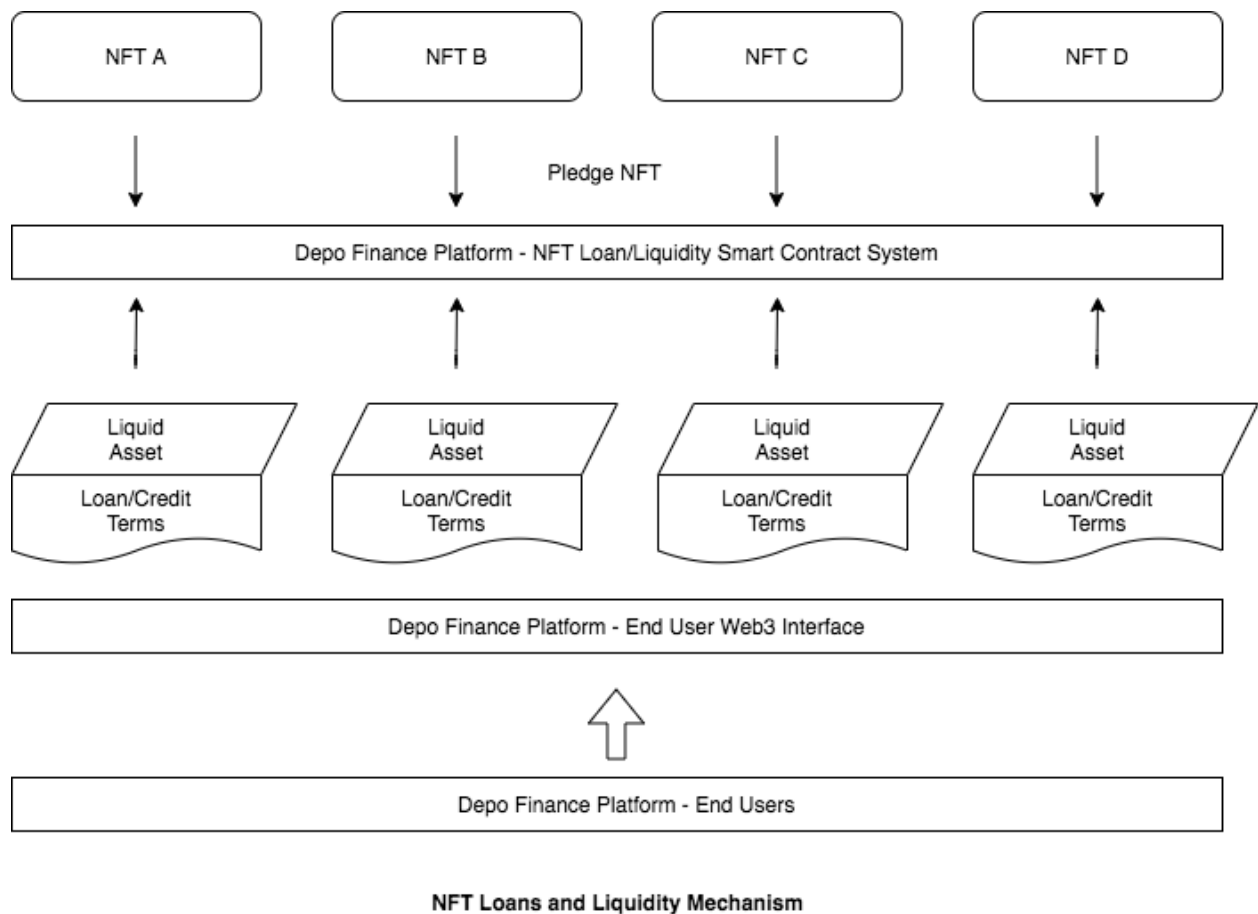 NFT A
NFT B
NFT C
NFT D
Pledge NFT
Depo Finance Platform - NFT Loan/Liquidity Smart Contract System
Liquid
Asset
Loan/Credit
Terms
Liquid
Asset
Loan/Credit
Terms
Liquid
Asset
Loan/Credit
Terms
Liquid
Asset
Loan/Credit
Terms
Depo Finance Platform - End User Web3 Interface
Depo Finance Platform - End Users
NFT Loans and Liquidity Mechanism